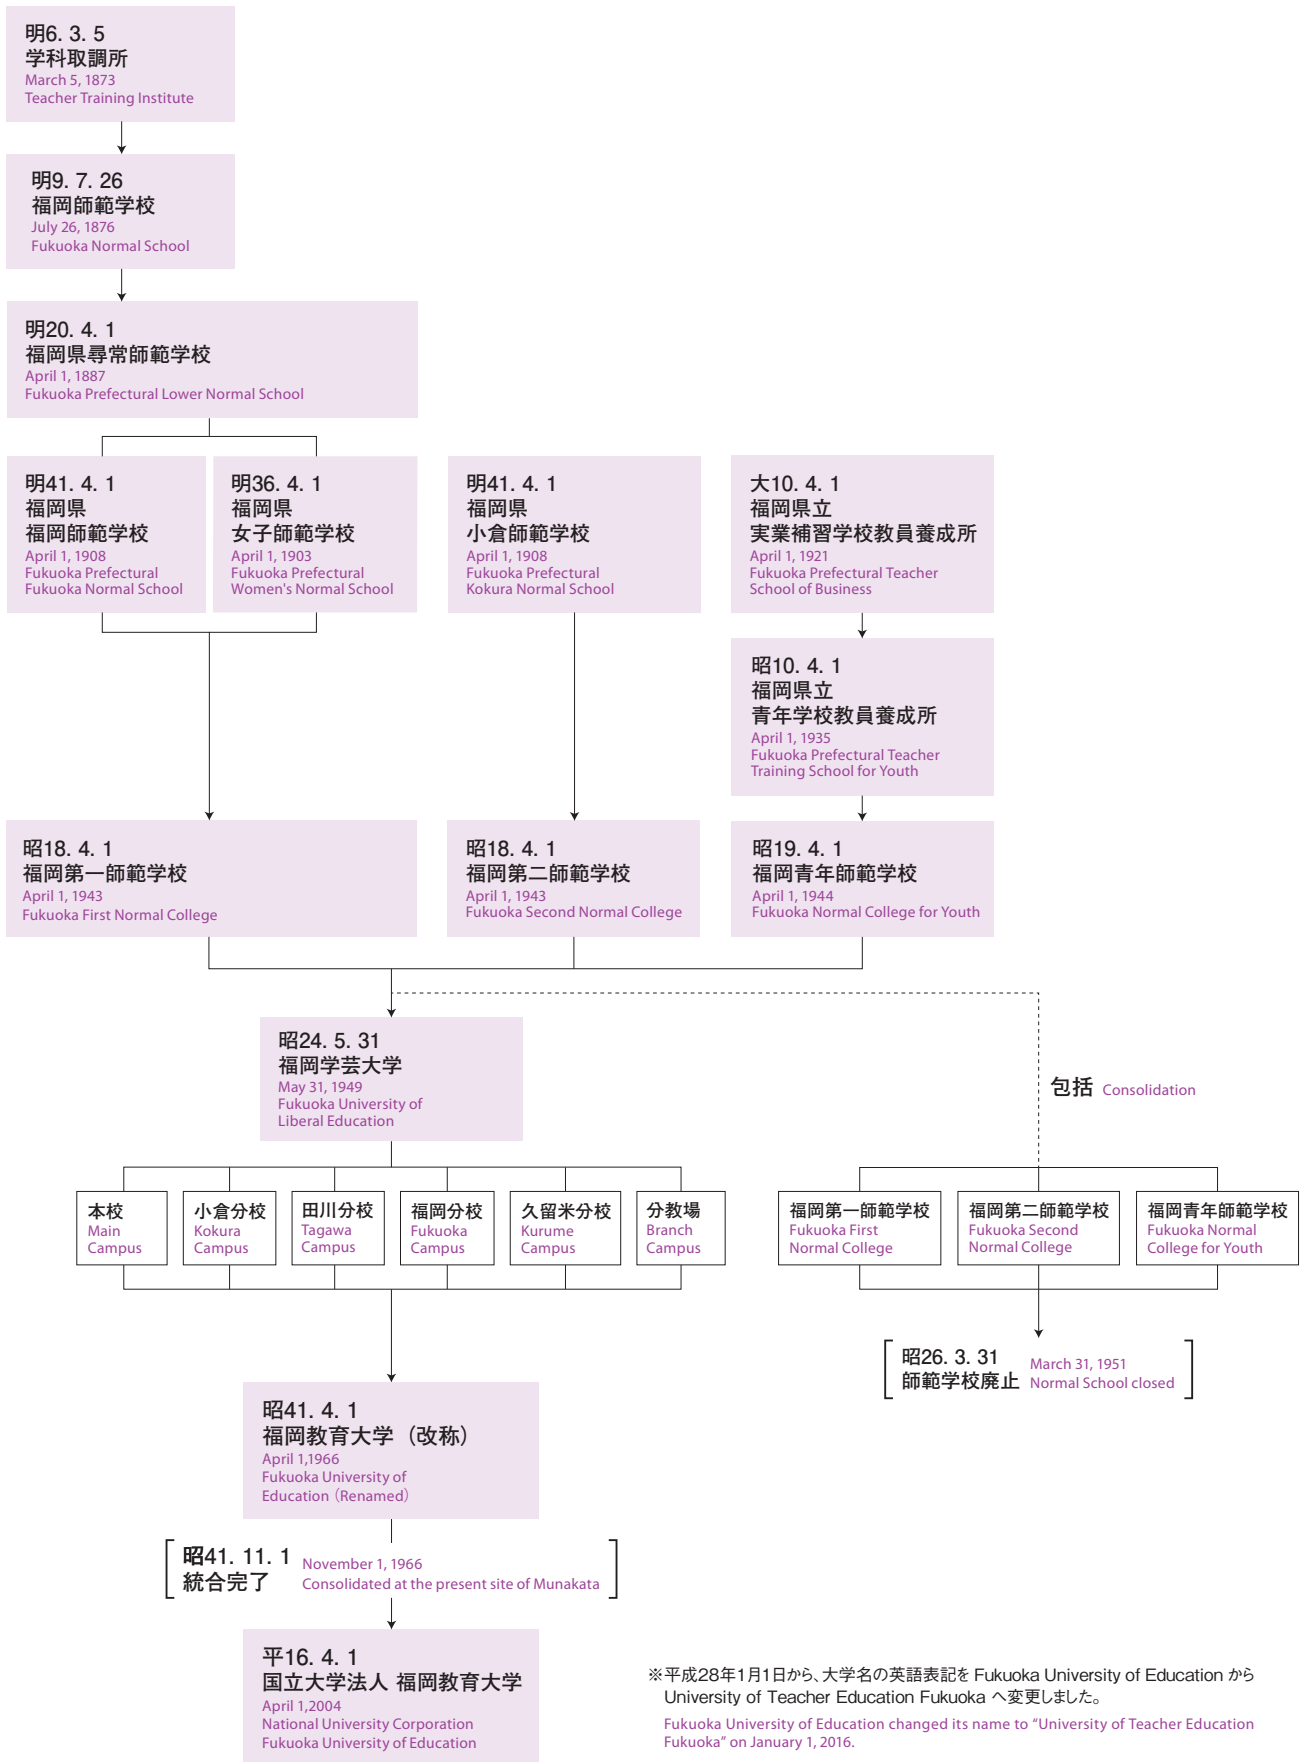 明6. 3. 5
学科取調所
March 5, 1873
Teacher Training Institute
明9. 7. 26
福岡師範学校
July 26, 1876
Fukuoka Normal School
明20. 4. 1
福岡県尋常師範学校
April 1, 1887
Fukuoka Prefectural Lower Normal School
明41. 4. 1
福岡県
福岡師範学校
April 1, 1908
Fukuoka Prefectural
Fukuoka Normal School
明36. 4. 1
福岡県
女子師範学校
April 1, 1903
Fukuoka Prefectural
Women's Normal School
明41. 4. 1
福岡県
小倉師範学校
April 1, 1908
Fukuoka Prefectural
Kokura Normal School
大10. 4. 1
福岡県立
実業補習学校教員養成所
April 1, 1921
Fukuoka Prefectural Teacher
School of Business
昭10. 4. 1
福岡県立
青年学校教員養成所
April 1, 1935
Fukuoka Prefectural Teacher
Training School for Youth
昭18. 4. 1
福岡第一師範学校
April 1, 1943
Fukuoka First Normal College
昭18. 4. 1
福岡第二師範学校
April 1, 1943
Fukuoka Second Normal College
昭19. 4. 1
福岡青年師範学校
April 1, 1944
Fukuoka Normal College for Youth
昭24. 5. 31
福岡学芸大学
May 31, 1949
Fukuoka University of
Liberal Education
包括 Consolidation
本校
Main
Campus
小倉分校
Kokura
Campus
田川分校
Tagawa
Campus
福岡分校
Fukuoka
Campus
久留米分校
Kurume
Campus
分教場
Branch
Campus
福岡第一師範学校
Fukuoka First
Normal College
福岡第二師範学校
Fukuoka Second
Normal College
福岡青年師範学校
Fukuoka Normal
College for Youth
昭26. 3. 31
師範学校廃止
March 31, 1951
Normal School closed
昭41. 4. 1
福岡教育大学（改称）
April 1,1966
Fukuoka University of
Education（Renamed）
昭41. 11. 1
統合完了
November 1, 1966
Consolidated at the present site of Munakata
平16. 4. 1
国立大学法人 福岡教育大学
April 1,2004
National University Corporation
Fukuoka University of Education
※平成28年1月1日から、大学名の英語表記を Fukuoka University of Education から
University of Teacher Education Fukuoka へ変更しました。
Fukuoka University of Education changed its name to “University of Teacher Education
Fukuoka” on January 1, 2016.